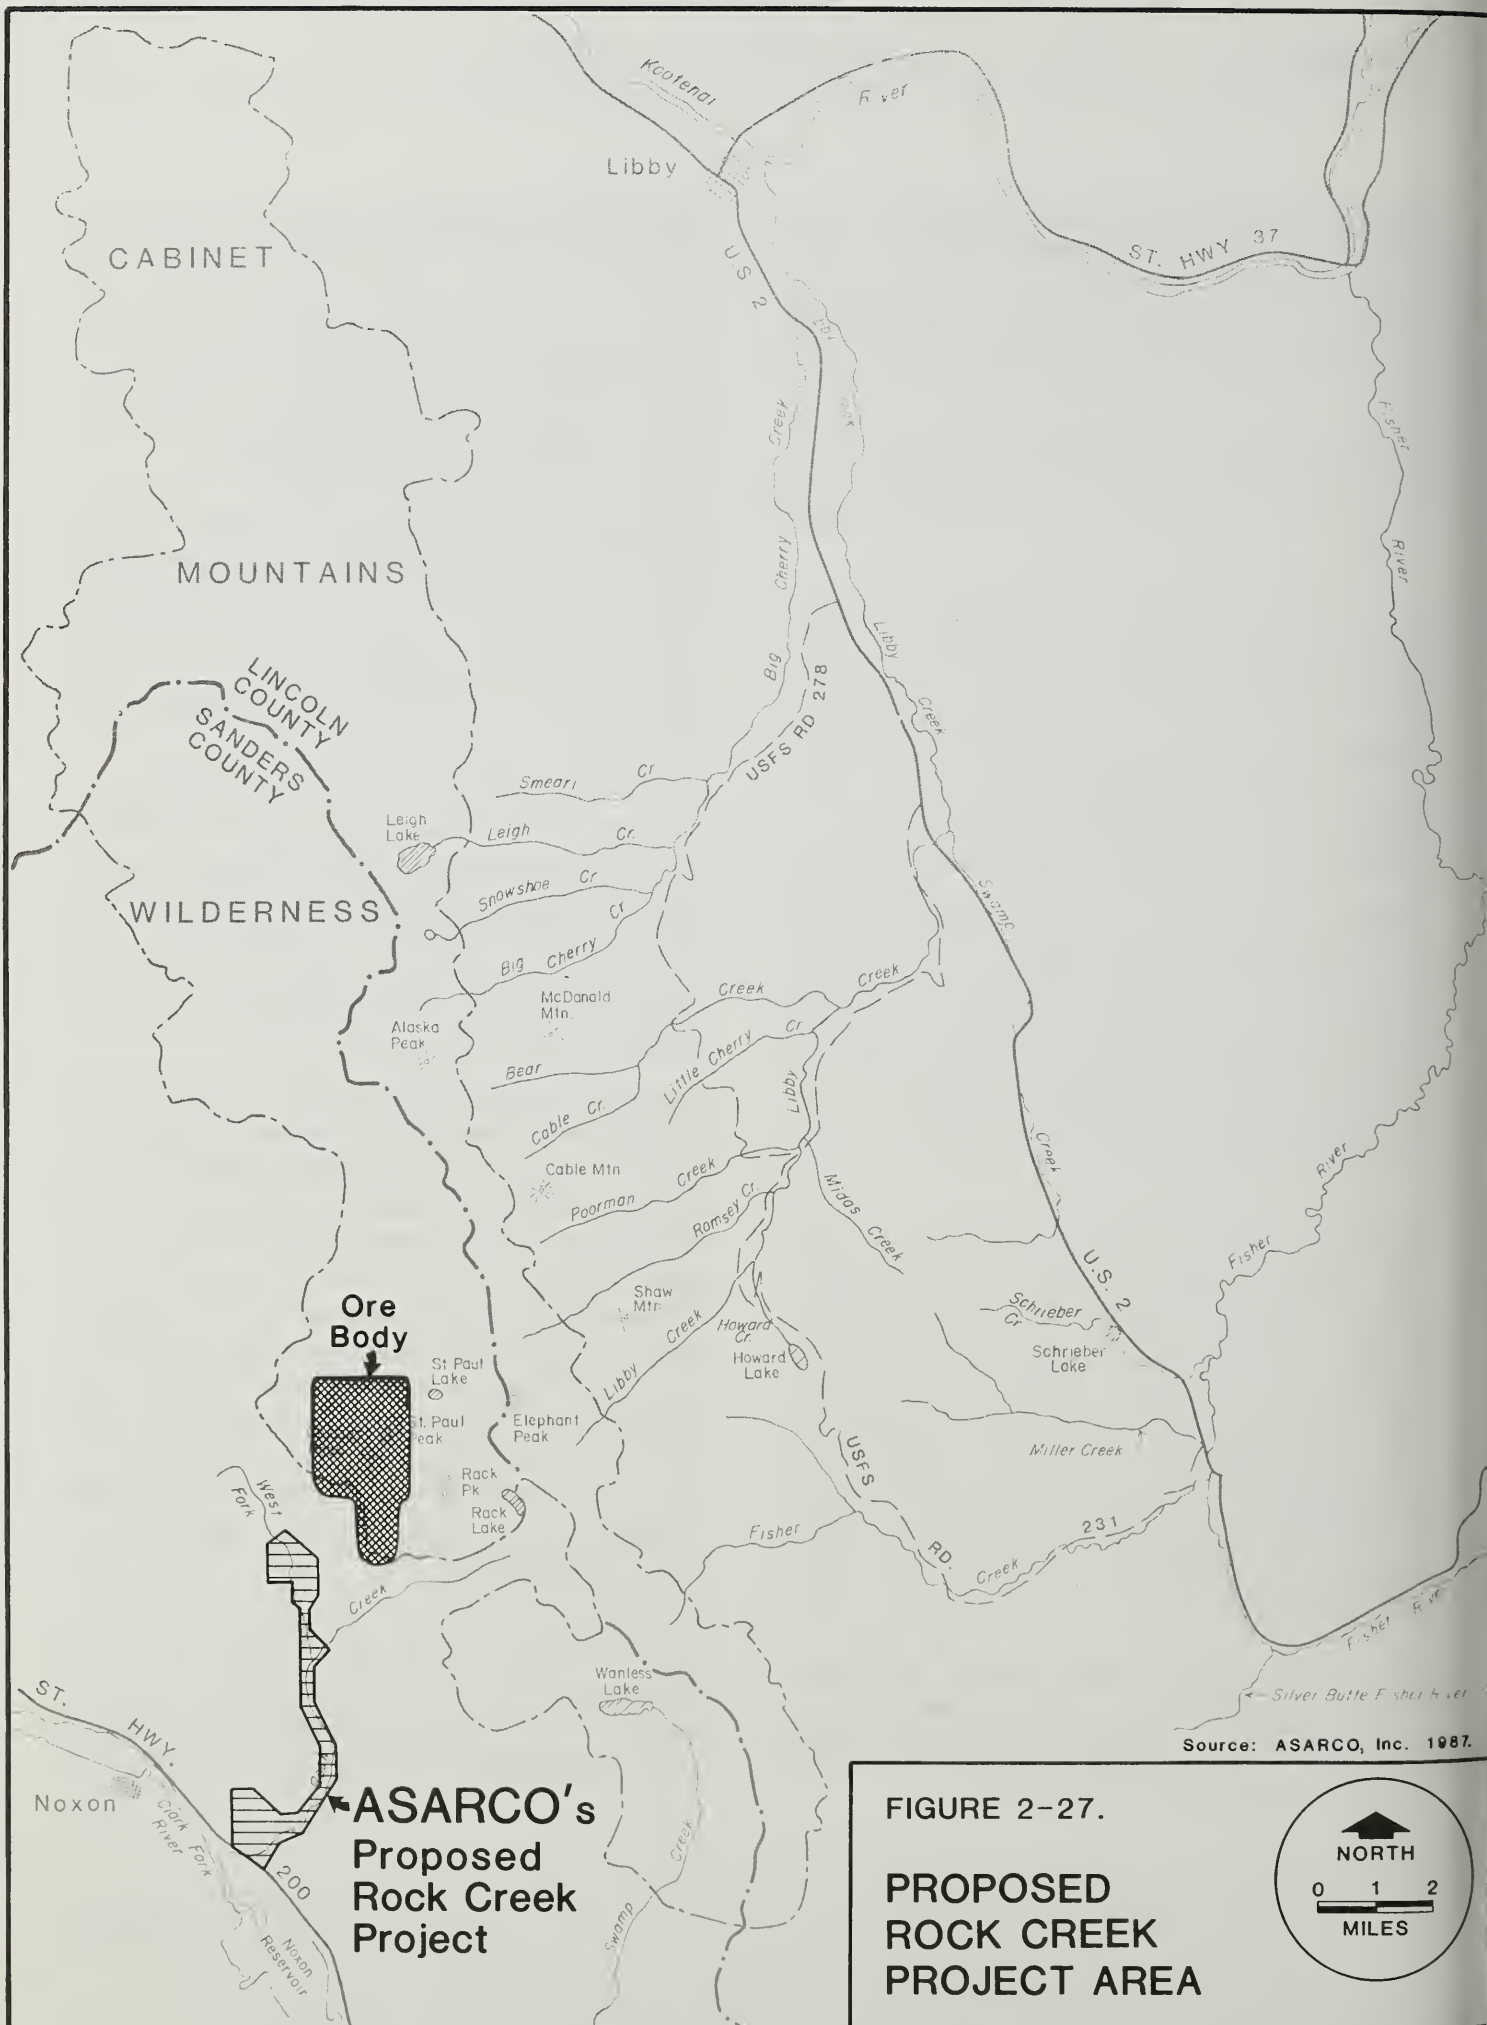 Kootenai
River
Libby
CABINET
U.S. 2
ST. HWY 37
Creek
Fisher
Cherry
River
MOUNTAINS
Big
Libby
USFS RD 278
Creek
LINCOLN
COUNTY
SANDERS
COUNTY
Smearl Cr
Leigh
Lake
Leigh Cr.
Snowshoe Cr
WILDERNESS
Swamp
Big Cherry Cr
McDonald
Mtn.
Creek
Creek
Alaska
Peak
Little Cherry Cr
Bear
Libby
Cable Cr.
Creek
Cable Mtn
Poorman Creek
Midas Creek
Ramsey Cr.
River
Fisher
U.S. 2
Shaw
Mtn.
Ore
Body
Libby Creek
Howard
Cr.
Howard
Lake
Schrieber
Cr
Schrieber
Lake
St Paul
Lake
St. Paul
Peak
Elephant
Peak
Miller Creek
USFS
RD.
231
Rock
Pk
Rock
Lake
West
Fork
Fisher
Creek
Creek
Fisher River
Wanless
Lake
Silver Butte Fisher River
ST.
HWY.
200
Source: ASARCO, Inc. 1987.
Noxon
Clark Fork
River
ASARCO's
Proposed
Rock Creek
Project
Creek
Swamp
Noxon
Reservoir
FIGURE 2-27.
PROPOSED
ROCK CREEK
PROJECT AREA
NORTH
0 1 2
MILES